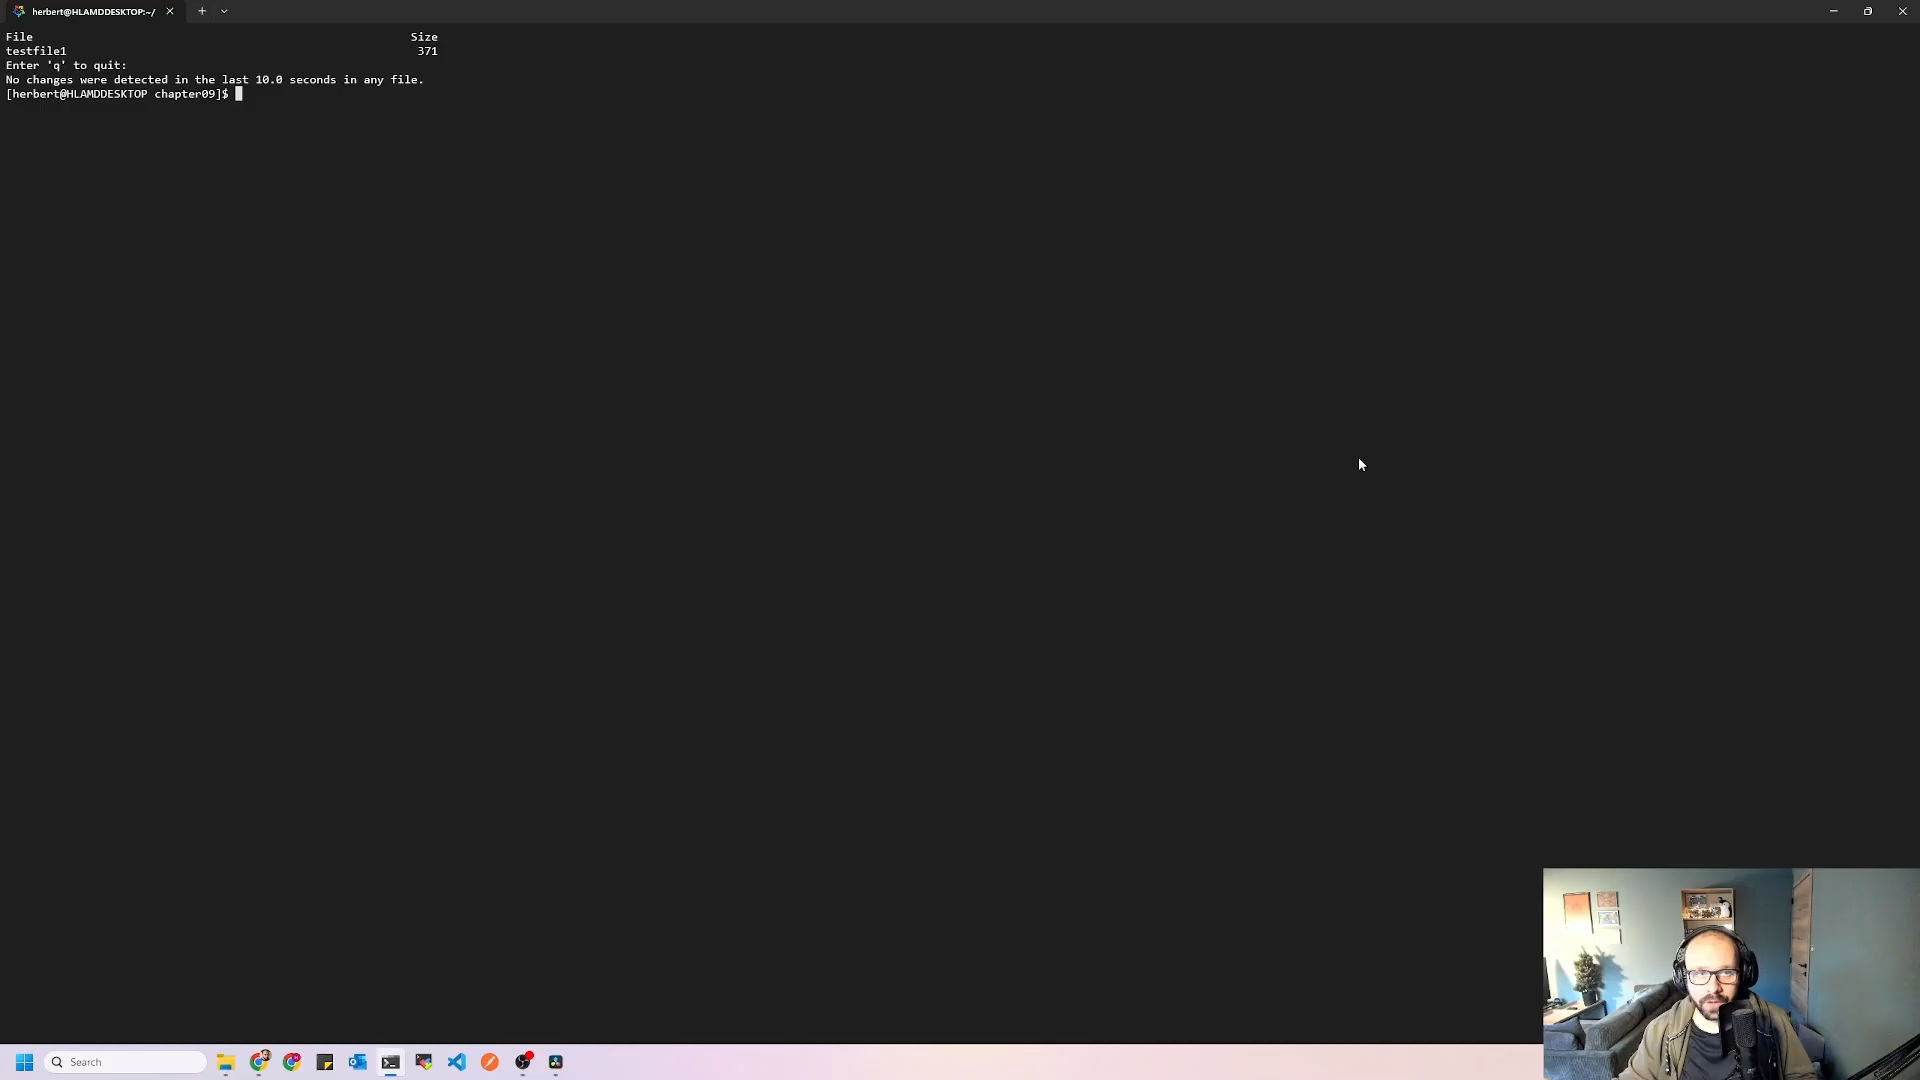 herbert@HLAMDDESKTOP:~/
File Size
testfile1 371
Enter 'q' to quit:
No changes were detected in the last 10.0 seconds in any file.
[herbert@HLAMDDESKTOP chapter09]$
Search